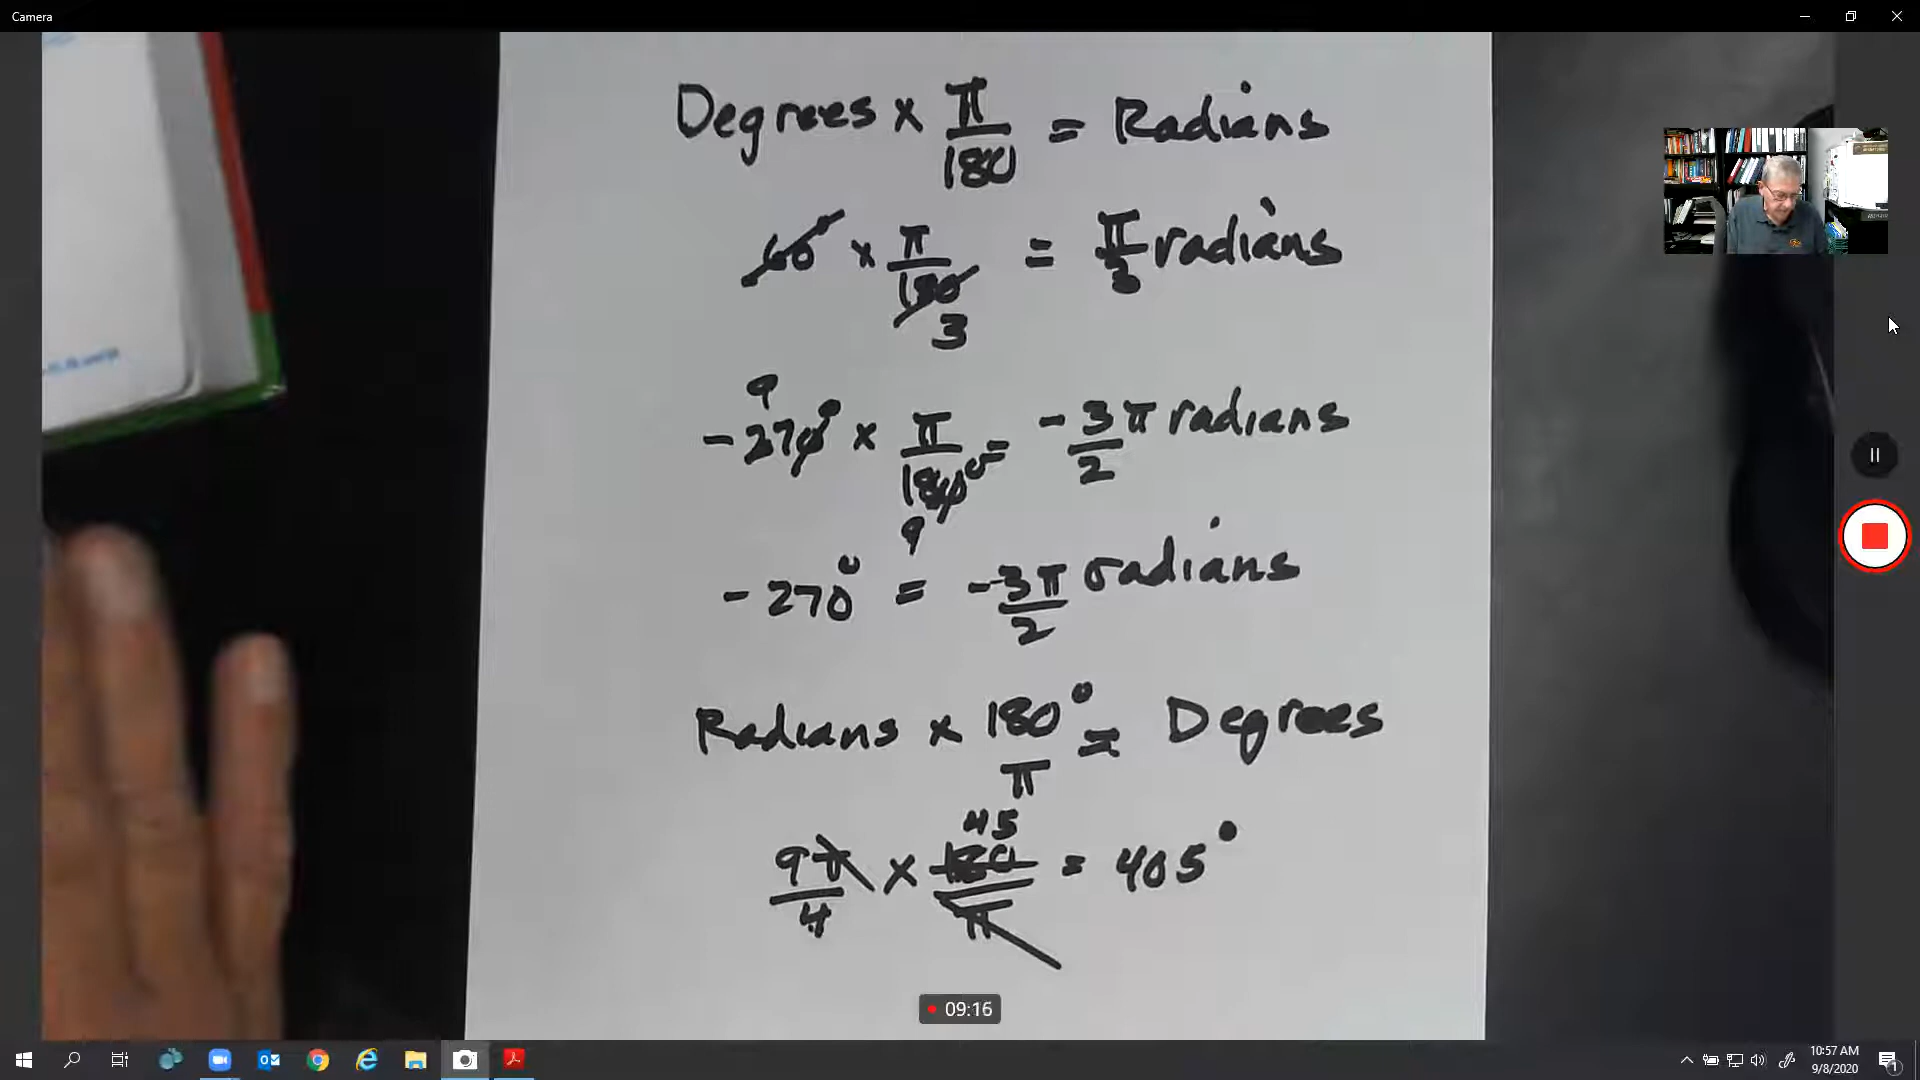 Camera
Degrees × π/180 = Radians
60° × π/180 = π/3 radians
3
9
-270° × π/180° = -3/2 π radians
9
-270° = -3π/2 radians
Radians × 180°/π = Degrees
45
9π/4 × 180/π = 405°
09:16
10:57 AM
9/8/2020